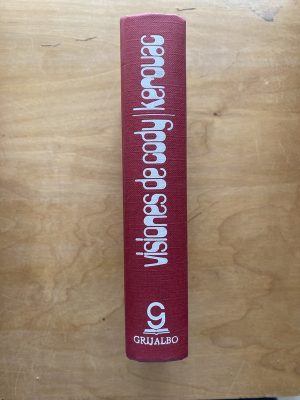 visiones de cody/kerouac
G
GRIJALBO